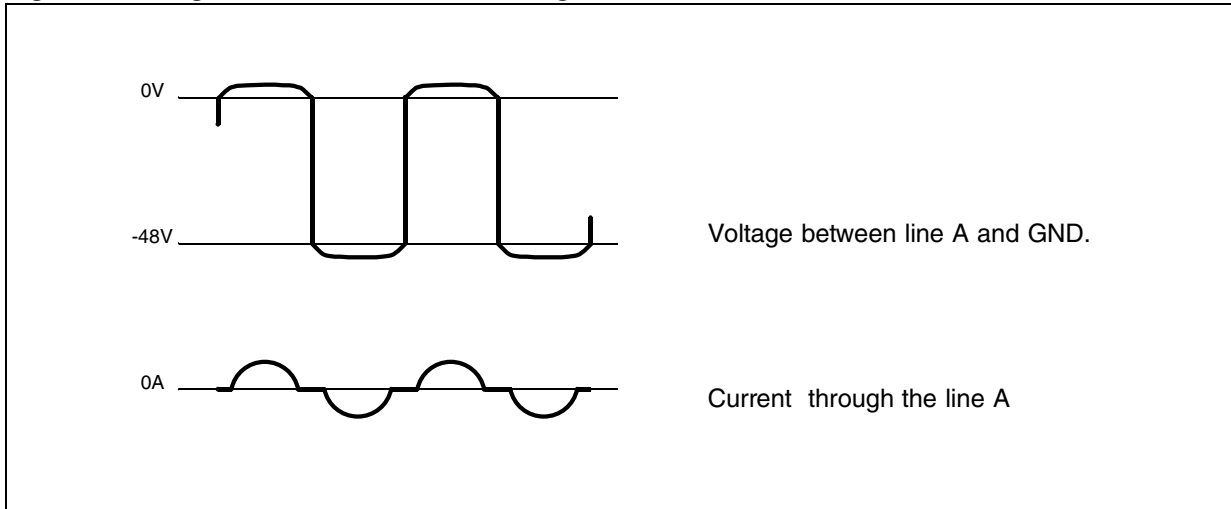 0V
-48V
Voltage between line A and GND.
0A
Current through the line A